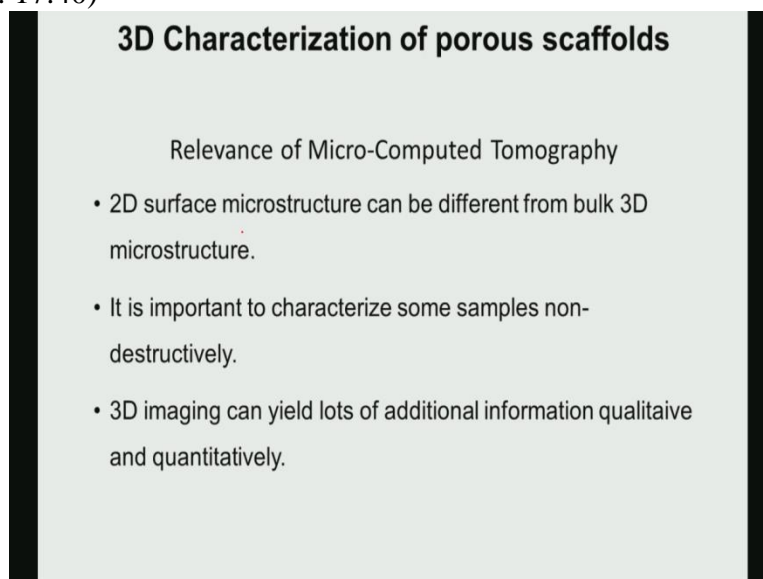 17:40)
3D Characterization of porous scaffolds
Relevance of Micro-Computed Tomography
• 2D surface microstructure can be different from bulk 3D
microstructure.
• It is important to characterize some samples non-
destructively.
• 3D imaging can yield lots of additional information qualitaive
and quantitatively.